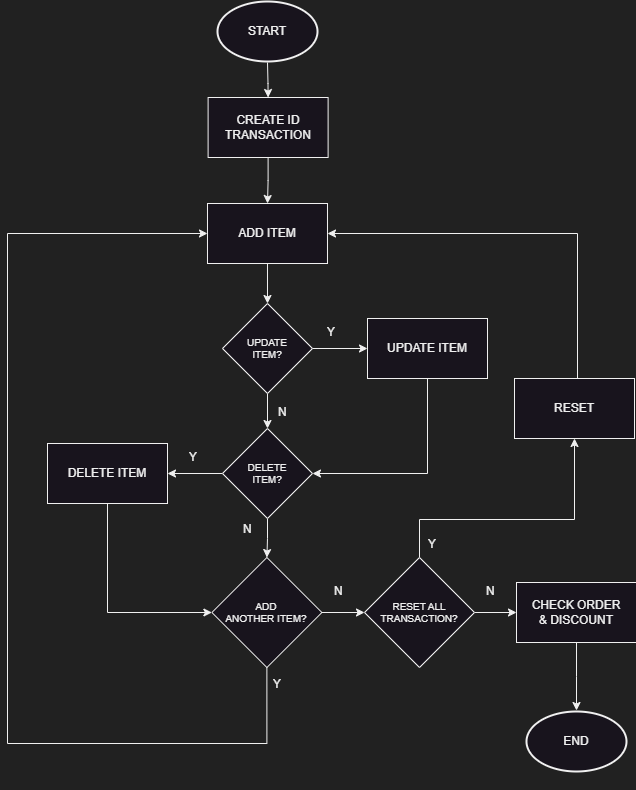 START
CREATE ID
TRANSACTION
ADD ITEM
UPDATE
ITEM?
Y
UPDATE ITEM
N
RESET
DELETE ITEM
Y
DELETE
ITEM?
N
Y
ADD
ANOTHER ITEM?
N
RESET ALL
TRANSACTION?
N
CHECK ORDER
& DISCOUNT
Y
END